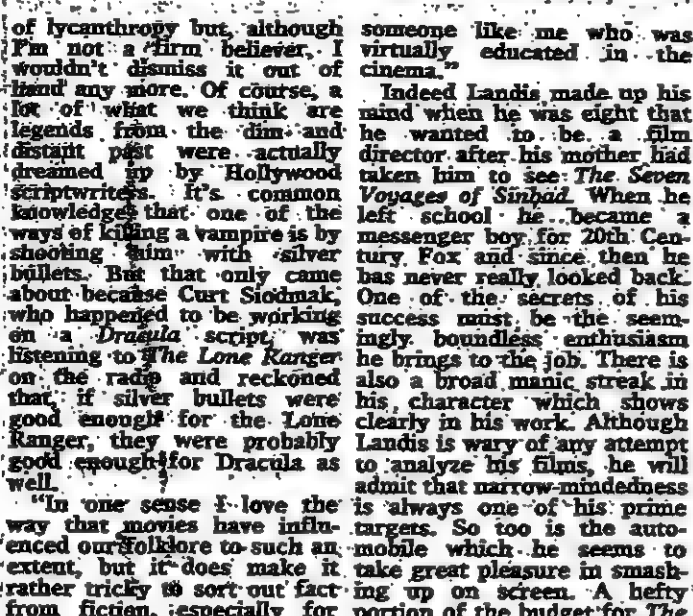 of lycanthropy but, although
I'm not a firm believer, I
wouldn't dismiss it out of
hand any more. Of course, a
lot of what we think are
legends from the dim and
distant past were actually
dreamed up by Hollywood
scriptwriters. It's common
knowledge that one of the
ways of killing a vampire is by
shooting him with silver
bullets. But that only came
about because Curt Siodmak,
who happened to be working
on a Dracula script, was
listening to The Lone Ranger
on the radio and reckoned
that, if silver bullets were
good enough for the Lone
Ranger, they were probably
good enough for Dracula as
well.
"In one sense I love the
way that movies have influ-
enced our folklore to such an
extent, but it does make it
rather tricky to sort out fact
from fiction, especially for
someone like me who was
virtually educated in the
cinema."
Indeed Landis made up his
mind when he was eight that
he wanted to be a film
director after his mother had
taken him to see The Seven
Voyages of Sinbad. When he
left school he became a
messenger boy for 20th Cen-
tury Fox and since then he
has never really looked back.
One of the secrets of his
success must be the seem-
ingly boundless enthusiasm
he brings to the job. There is
also a broad manic streak in
his character which shows
clearly in his work. Although
Landis is wary of any attempt
to analyze his films, he will
admit that narrow-mindedness
is always one of his prime
targets. So too is the auto-
mobile which he seems to
take great pleasure in smash-
ing up on screen. A hefty
portion of the budget for The